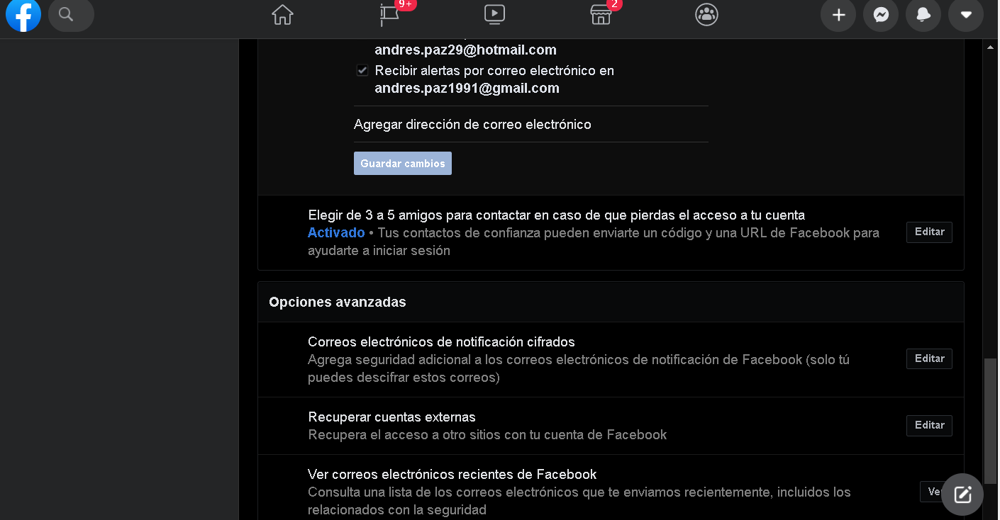 9+
2
andres.paz29@hotmail.com
Recibir alertas por correo electrónico en
andres.paz1991@gmail.com
Agregar dirección de correo electrónico
Guardar cambios
Elegir de 3 a 5 amigos para contactar en caso de que pierdas el acceso a tu cuenta
Activado • Tus contactos de confianza pueden enviarte un código y una URL de Facebook para
ayudarte a iniciar sesión
Editar
Opciones avanzadas
Correos electrónicos de notificación cifrados
Agrega seguridad adicional a los correos electrónicos de notificación de Facebook (solo tú
puedes descifrar estos correos)
Editar
Recuperar cuentas externas
Recupera el acceso a otro sitios con tu cuenta de Facebook
Editar
Ver correos electrónicos recientes de Facebook
Consulta una lista de los correos electrónicos que te enviamos recientemente, incluidos los
relacionados con la seguridad